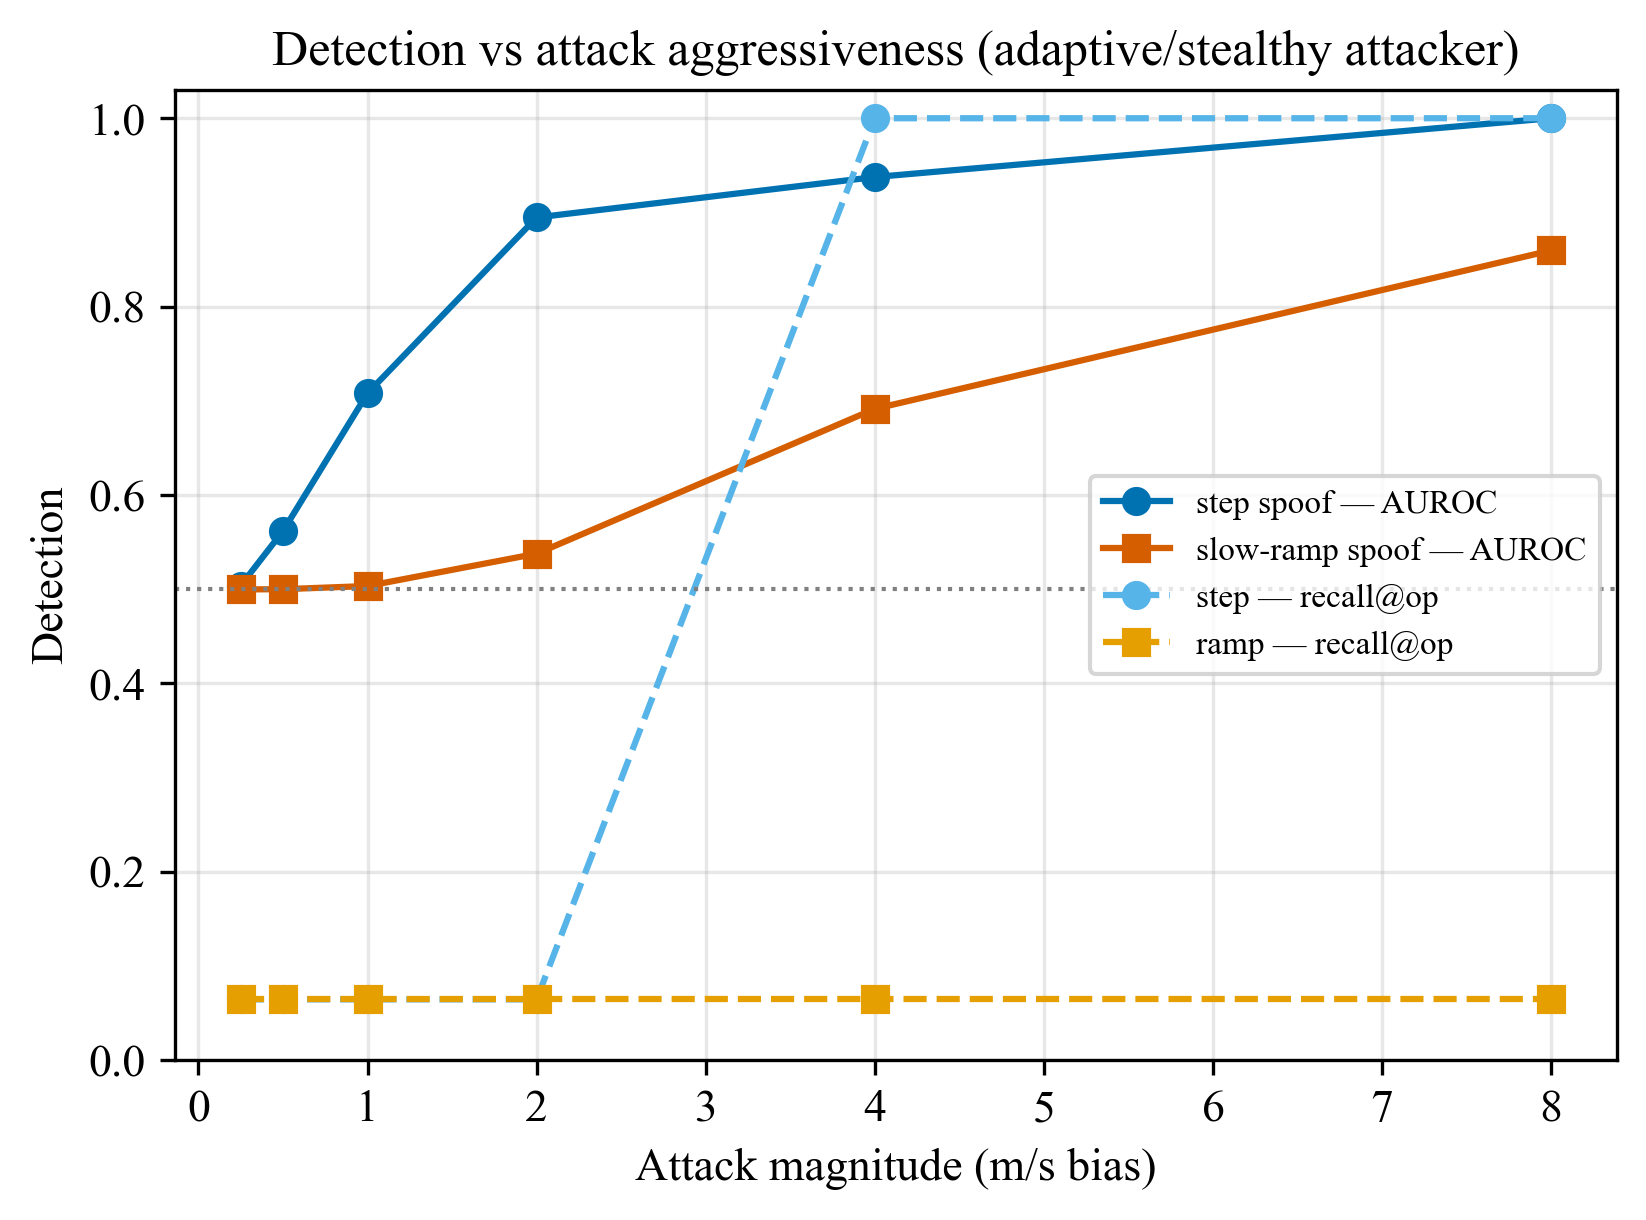 Detection vs attack aggressiveness (adaptive/stealthy attacker)
Detection
1.0
0.8
0.6
0.4
0.2
0.0
step spoof — AUROC
slow-ramp spoof — AUROC
step — recall@op
ramp — recall@op
0 1 2 3 4 5 6 7 8
Attack magnitude (m/s bias)